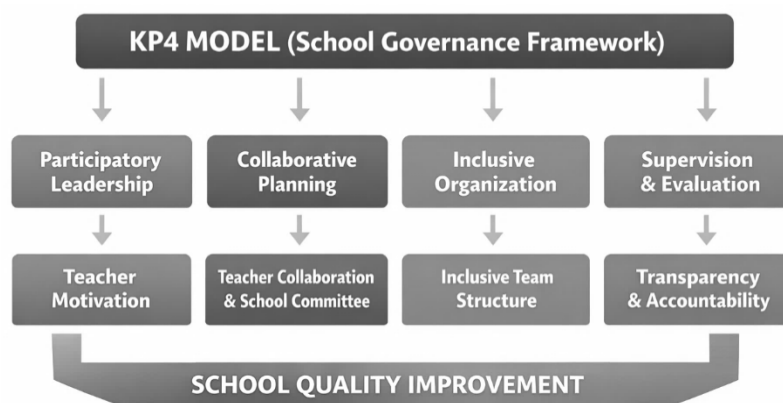 KP4 MODEL (School Governance Framework)
Participatory
Leadership
Collaborative
Planning
Inclusive
Organization
Supervision
& Evaluation
Teacher
Motivation
Teacher Collaboration
& School Committee
Inclusive Team
Structure
Transparency
& Accountability
SCHOOL QUALITY IMPROVEMENT